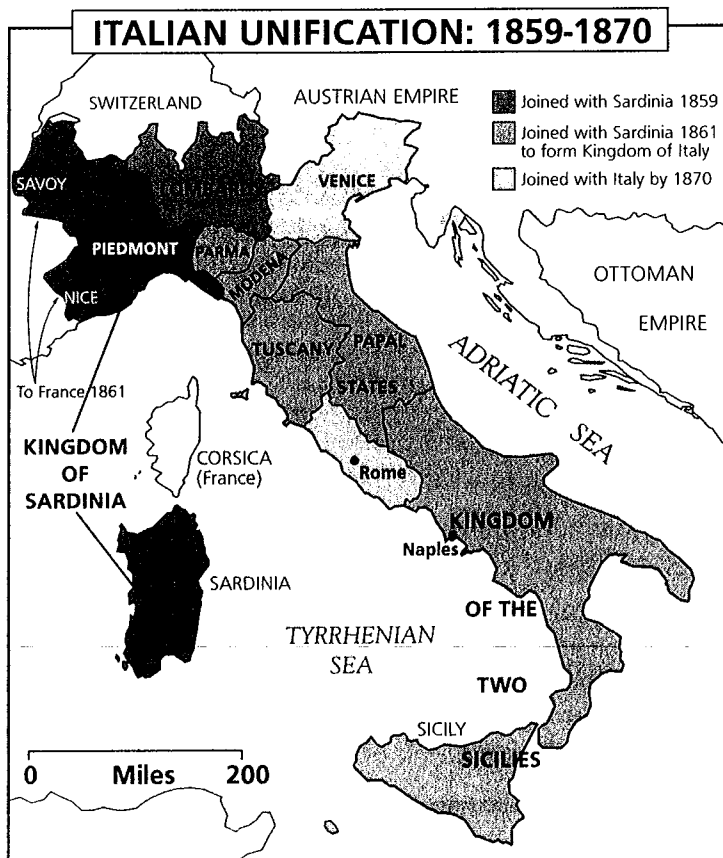 ITALIAN UNIFICATION: 1859-1870
SWITZERLAND
AUSTRIAN EMPIRE
Joined with Sardinia 1859
Joined with Sardinia 1861
to form Kingdom of Italy
Joined with Italy by 1870
SAVOY
LOMBARDY
VENICE
PIEDMONT
PARMA
MODENA
NICE
OTTOMAN
EMPIRE
TUSCANY
PAPAL
STATES
ADRIATIC SEA
To France 1861
KINGDOM
OF
SARDINIA
CORSICA
(France)
Rome
KINGDOM
Naples
SARDINIA
OF THE
TYRRHENIAN
SEA
TWO
SICILY
SICILIES
0 Miles 200